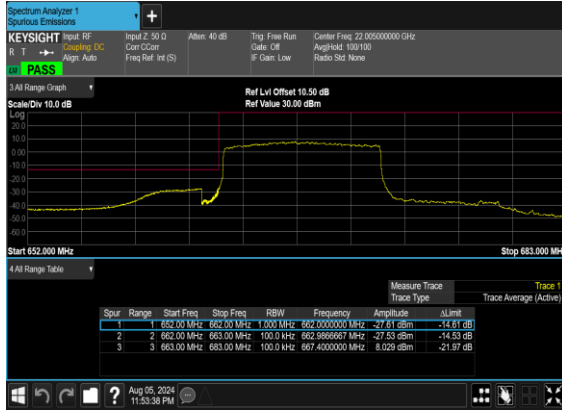 Spectrum Analyzer 1
Spurious Emissions
+
KEYSIGHT Input: RF Input Z: 50 Ω Atten: 40 dB Trig: Free Run Center Freq: 22.005000000 GHz
R T Coupling: DC Corr CCorr Gate: Off Avg|Hold: 100/100
Align: Auto Freq Ref: Int (S) IF Gain: Low Radio Std: None
PASS
3 All Range Graph
Ref Lvl Offset 10.50 dB
Scale/Div 10.0 dB Ref Value 30.00 dBm
Log
20.0
10.0
0.00
-10.0
-20.0
-30.0
-40.0
-50.0
-60.0
Start 652.000 MHz Stop 683.000 MH
4 All Range Table
Measure Trace Trace 1
Trace Type Trace Average (Active)
Spur Range Start Freq Stop Freq RBW Frequency Amplitude ΔLimit
1 1 652.00 MHz 662.00 MHz 1.000 MHz 662.0000000 MHz -27.61 dBm -14.61 dB
2 2 662.00 MHz 663.00 MHz 100.0 kHz 662.9866667 MHz -27.53 dBm -14.53 dB
3 3 663.00 MHz 683.00 MHz 100.0 kHz 667.4000000 MHz 8.029 dBm -21.97 dB
? Aug 05, 2024
11:53:38 PM